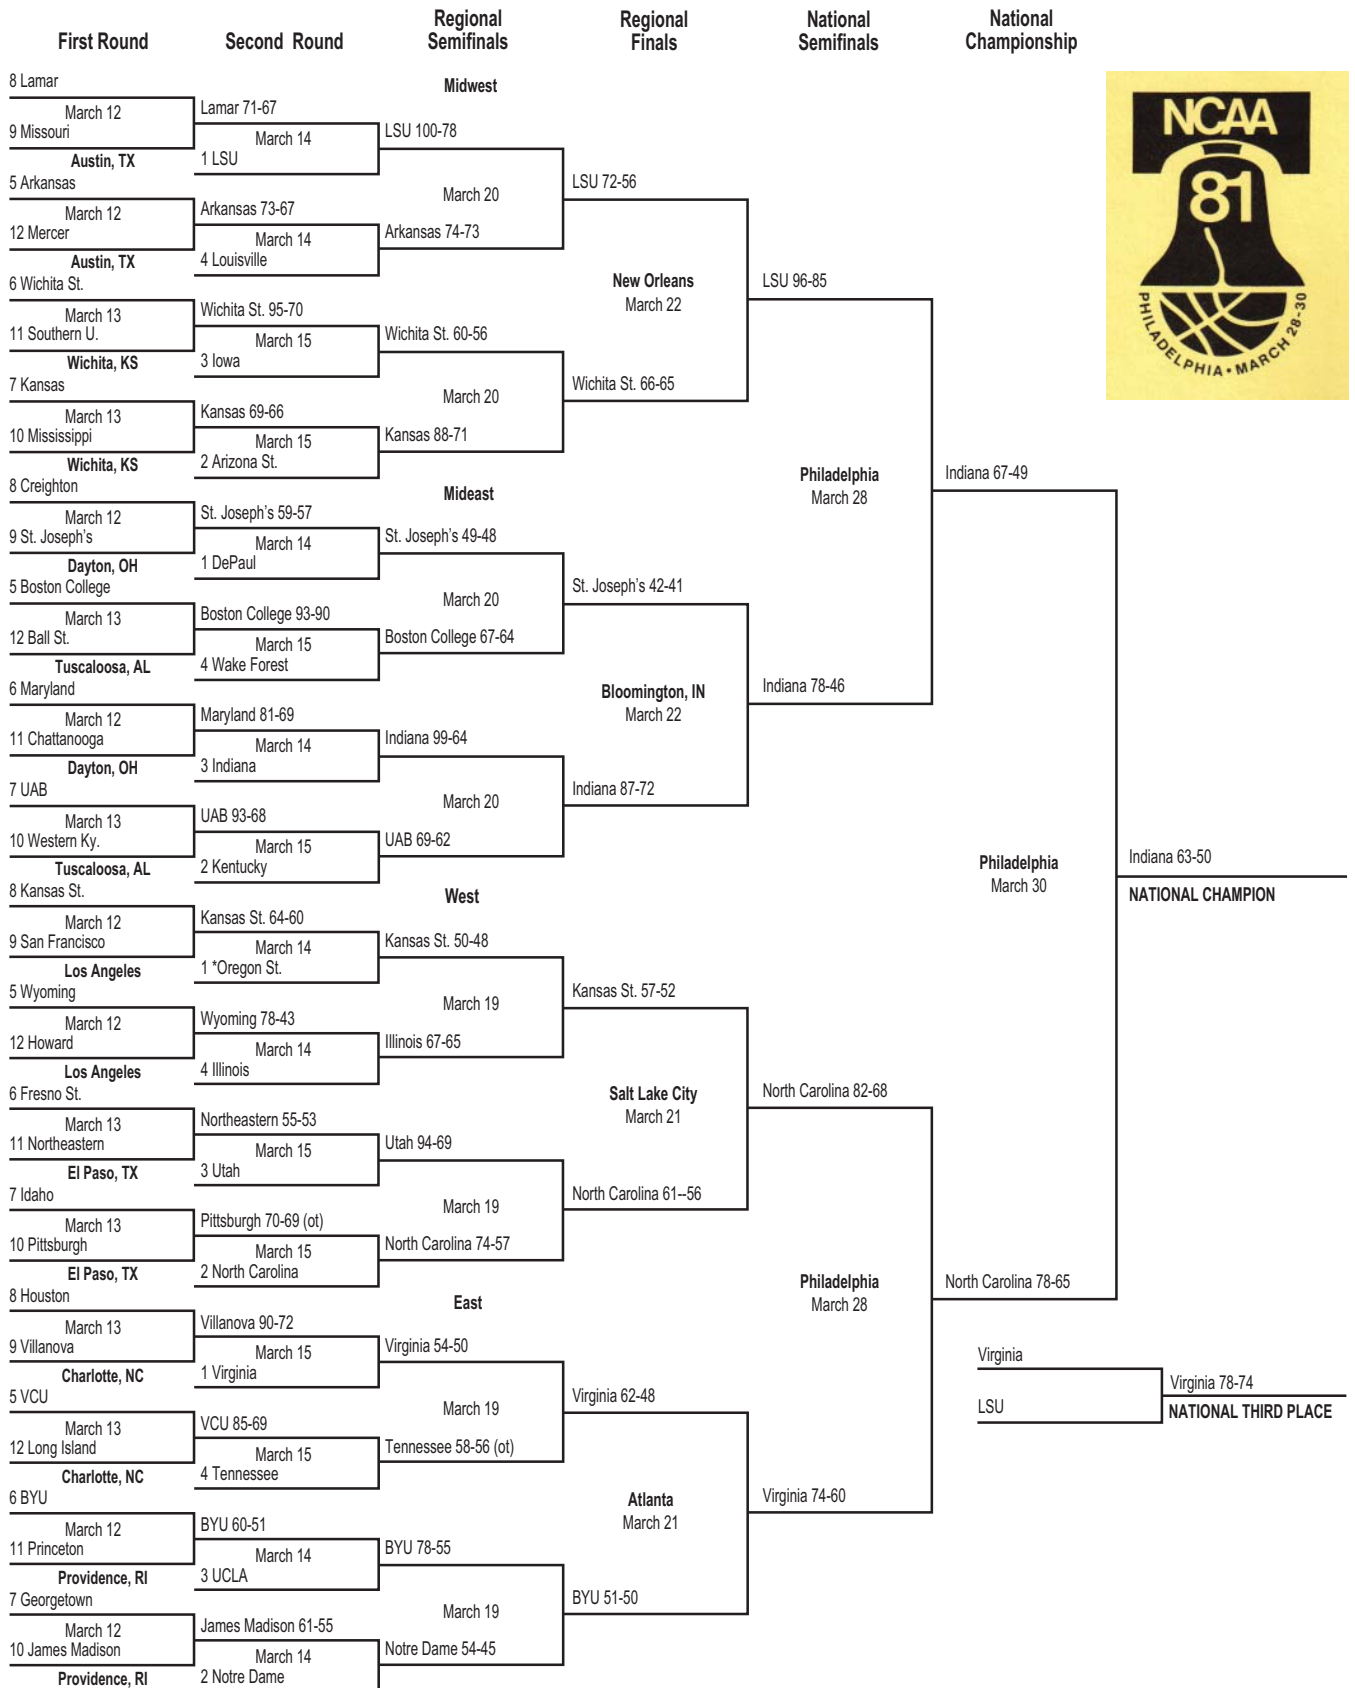 First Round
Second Round
Regional
Semifinals
Regional
Finals
National
Semifinals
National
Championship
8 Lamar
March 12
9 Missouri
Austin, TX
5 Arkansas
March 12
12 Mercer
Austin, TX
6 Wichita St.
March 13
11 Southern U.
Wichita, KS
7 Kansas
March 13
10 Mississippi
Wichita, KS
8 Creighton
March 12
9 St. Joseph's
Dayton, OH
5 Boston College
March 13
12 Ball St.
Tuscaloosa, AL
6 Maryland
March 12
11 Chattanooga
Dayton, OH
7 UAB
March 13
10 Western Ky.
Tuscaloosa, AL
8 Kansas St.
March 12
9 San Francisco
Los Angeles
5 Wyoming
March 12
12 Howard
Los Angeles
6 Fresno St.
March 13
11 Northeastern
El Paso, TX
7 Idaho
March 13
10 Pittsburgh
El Paso, TX
8 Houston
March 13
9 Villanova
Charlotte, NC
5 VCU
March 13
12 Long Island
Charlotte, NC
6 BYU
March 12
11 Princeton
Providence, RI
7 Georgetown
March 12
10 James Madison
Providence, RI
Lamar 71-67
March 14
1 LSU
Arkansas 73-67
March 14
4 Louisville
Wichita St. 95-70
March 15
3 Iowa
Kansas 69-66
March 15
2 Arizona St.
St. Joseph's 59-57
March 14
1 DePaul
Boston College 93-90
March 15
4 Wake Forest
Maryland 81-69
March 14
3 Indiana
UAB 93-68
March 15
2 Kentucky
Kansas St. 64-60
March 14
1 *Oregon St.
Wyoming 78-43
March 14
4 Illinois
Northeastern 55-53
March 15
3 Utah
Pittsburgh 70-69 (ot)
March 15
2 North Carolina
Villanova 90-72
March 15
1 Virginia
VCU 85-69
March 15
4 Tennessee
BYU 60-51
March 14
3 UCLA
James Madison 61-55
March 14
2 Notre Dame
Midwest
LSU 100-78
March 20
Arkansas 74-73
Wichita St. 60-56
March 20
Kansas 88-71
Mideast
St. Joseph's 49-48
March 20
Boston College 67-64
Indiana 99-64
March 20
UAB 69-62
West
Kansas St. 50-48
March 19
Illinois 67-65
Utah 94-69
March 19
North Carolina 74-57
East
Virginia 54-50
March 19
Tennessee 58-56 (ot)
BYU 78-55
March 19
Notre Dame 54-45
LSU 72-56
New Orleans
March 22
Wichita St. 66-65
St. Joseph's 42-41
Bloomington, IN
March 22
Indiana 87-72
Kansas St. 57-52
Salt Lake City
March 21
North Carolina 61--56
Virginia 62-48
Atlanta
March 21
BYU 51-50
LSU 96-85
Philadelphia
March 28
Indiana 78-46
North Carolina 82-68
Philadelphia
March 28
Virginia 74-60
Indiana 67-49
Philadelphia
March 30
North Carolina 78-65
Indiana 63-50
NATIONAL CHAMPION
Virginia
LSU
Virginia 78-74
NATIONAL THIRD PLACE
NCAA
81
PHILADELPHIA • MARCH 28-30